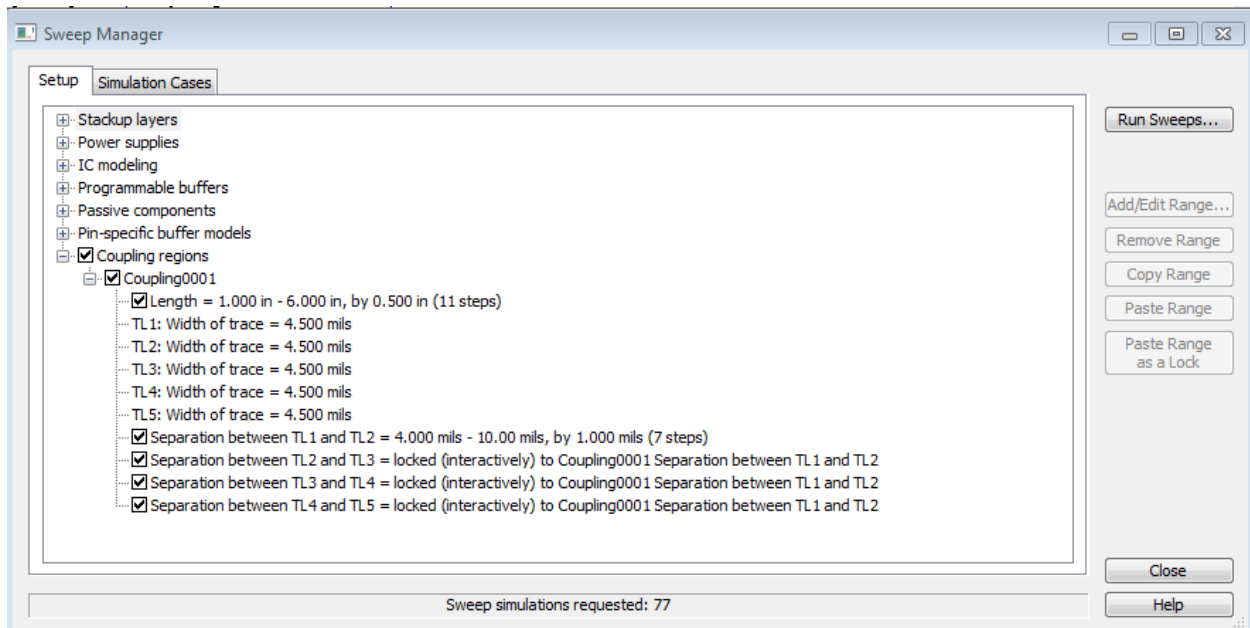 Sweep Manager
Setup
Simulation Cases
Stackup layers
Power supplies
IC modeling
Programmable buffers
Passive components
Pin-specific buffer models
Coupling regions
Coupling0001
Length = 1.000 in - 6.000 in, by 0.500 in (11 steps)
TL1: Width of trace = 4.500 mils
TL2: Width of trace = 4.500 mils
TL3: Width of trace = 4.500 mils
TL4: Width of trace = 4.500 mils
TL5: Width of trace = 4.500 mils
Separation between TL1 and TL2 = 4.000 mils - 10.00 mils, by 1.000 mils (7 steps)
Separation between TL2 and TL3 = locked (interactively) to Coupling0001 Separation between TL1 and TL2
Separation between TL3 and TL4 = locked (interactively) to Coupling0001 Separation between TL1 and TL2
Separation between TL4 and TL5 = locked (interactively) to Coupling0001 Separation between TL1 and TL2
Run Sweeps...
Add/Edit Range...
Remove Range
Copy Range
Paste Range
Paste Range
as a Lock
Close
Sweep simulations requested: 77
Help